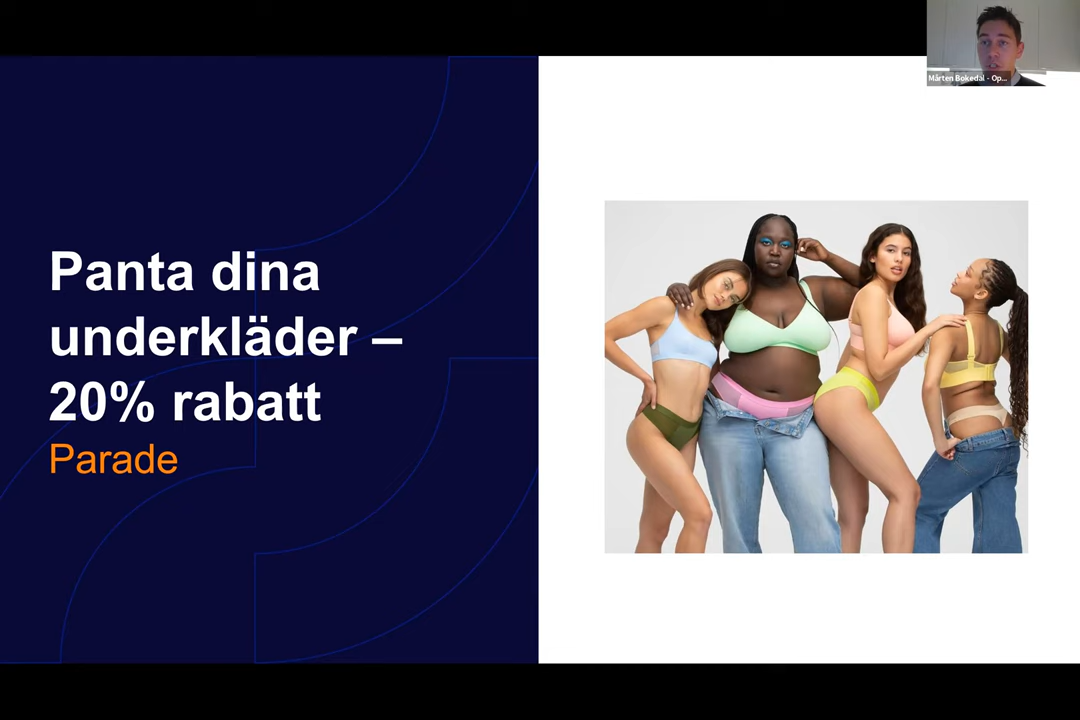 Panta dina
underkläder –
20% rabatt
Parade
Mårten Bokedal - Op...